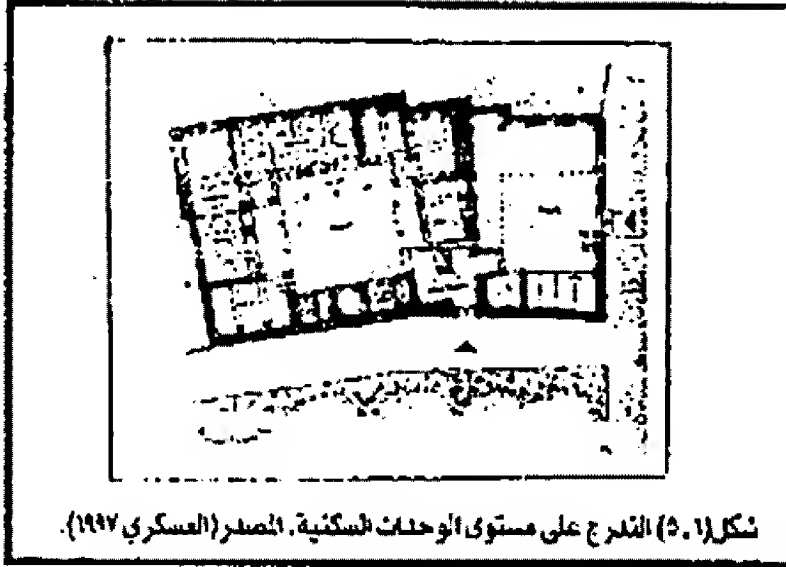 شكل (٥.٦) التدرج على مستوى الوحدات السكنية. المصدر (العسكري ١٩٩٧).